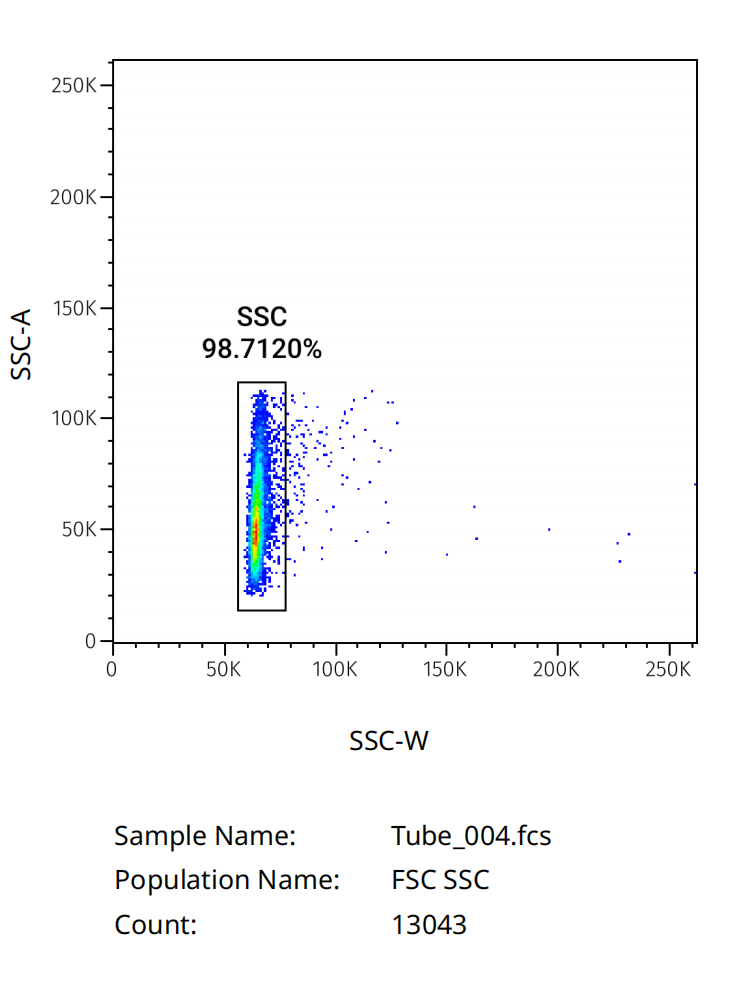 250K
200K
150K
100K
50K
0
SSC-A
SSC
98.7120%
0 50K 100K 150K 200K 250K
SSC-W
Sample Name: Tube_004.fcs
Population Name: FSC SSC
Count: 13043